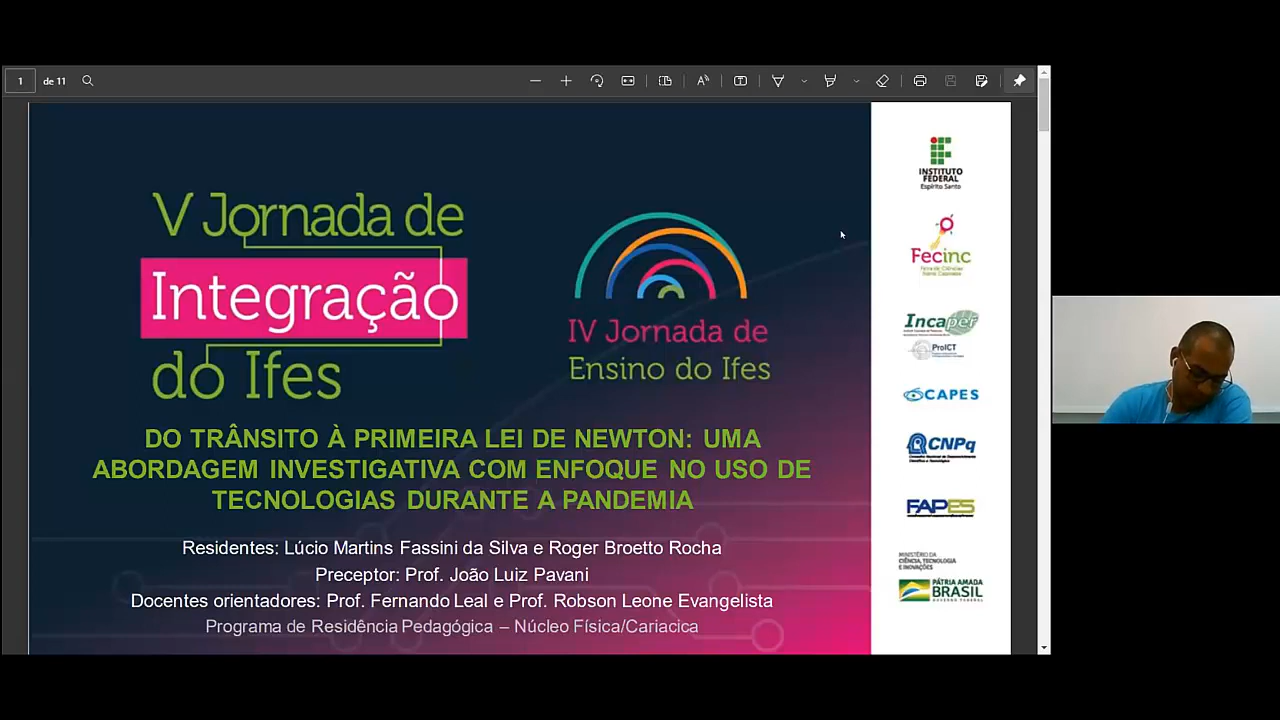 1 de 11
V Jornada de
Integração
do Ifes
IV Jornada de
Ensino do Ifes
DO TRÂNSITO À PRIMEIRA LEI DE NEWTON: UMA
ABORDAGEM INVESTIGATIVA COM ENFOQUE NO USO DE
TECNOLOGIAS DURANTE A PANDEMIA
Residentes: Lúcio Martins Fassini da Silva e Roger Broetto Rocha
Preceptor: Prof. João Luiz Pavani
Docentes orientadores: Prof. Fernando Leal e Prof. Robson Leone Evangelista
Programa de Residência Pedagógica – Núcleo Física/Cariacica
INSTITUTO
FEDERAL
Espírito Santo
Fecinc
Incaper
ProICT
CAPES
CNPq
FAPES
MINISTÉRIO DA
CIÊNCIA, TECNOLOGIA
E INOVAÇÕES
PÁTRIA AMADA
BRASIL
GOVERNO FEDERAL